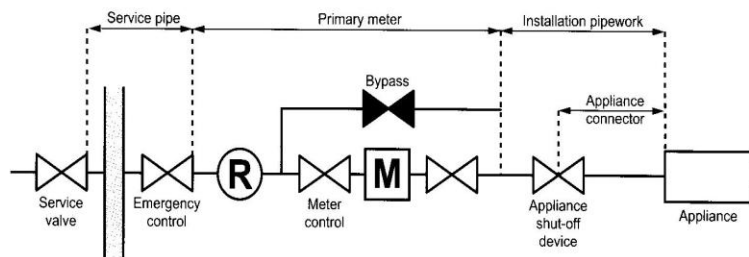 Service pipe
Primary meter
Installation pipework
Bypass
Appliance
connector
R
M
Service
valve
Emergency
control
Meter
control
Appliance
shut-off
device
Appliance